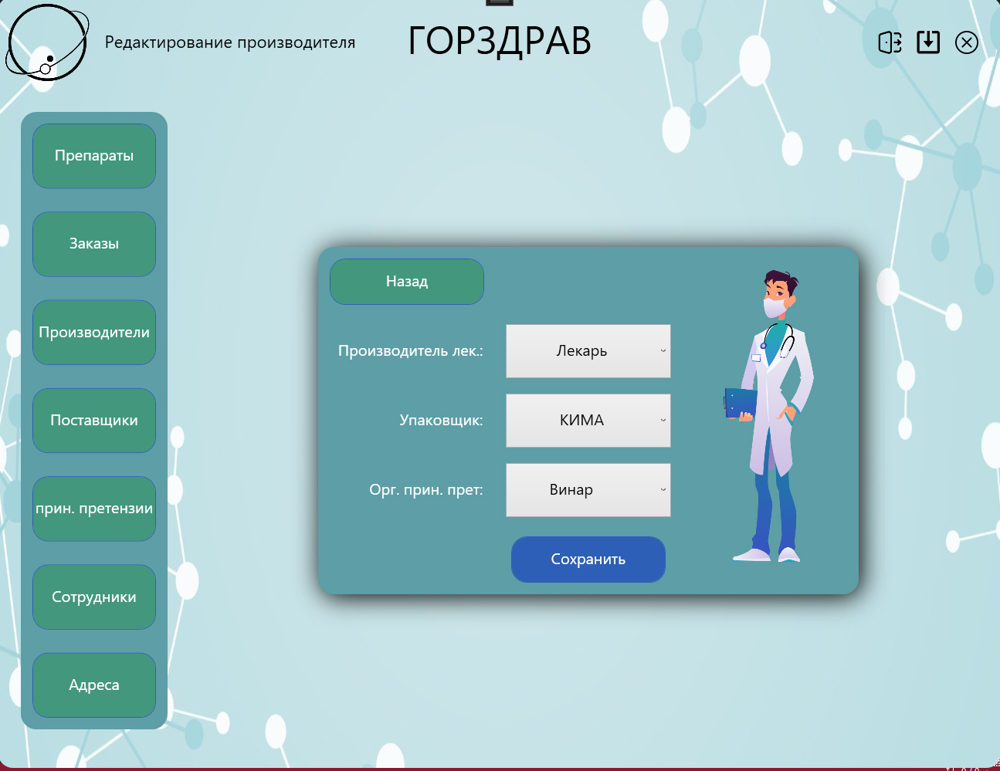 Редактирование производителя
ГОРЗДРАВ
Препараты
Заказы
Производители
Поставщики
прин. претензии
Сотрудники
Адреса
Назад
Производитель лек.:
Лекарь
Упаковщик:
КИМА
Орг. прин. прет:
Винар
Сохранить